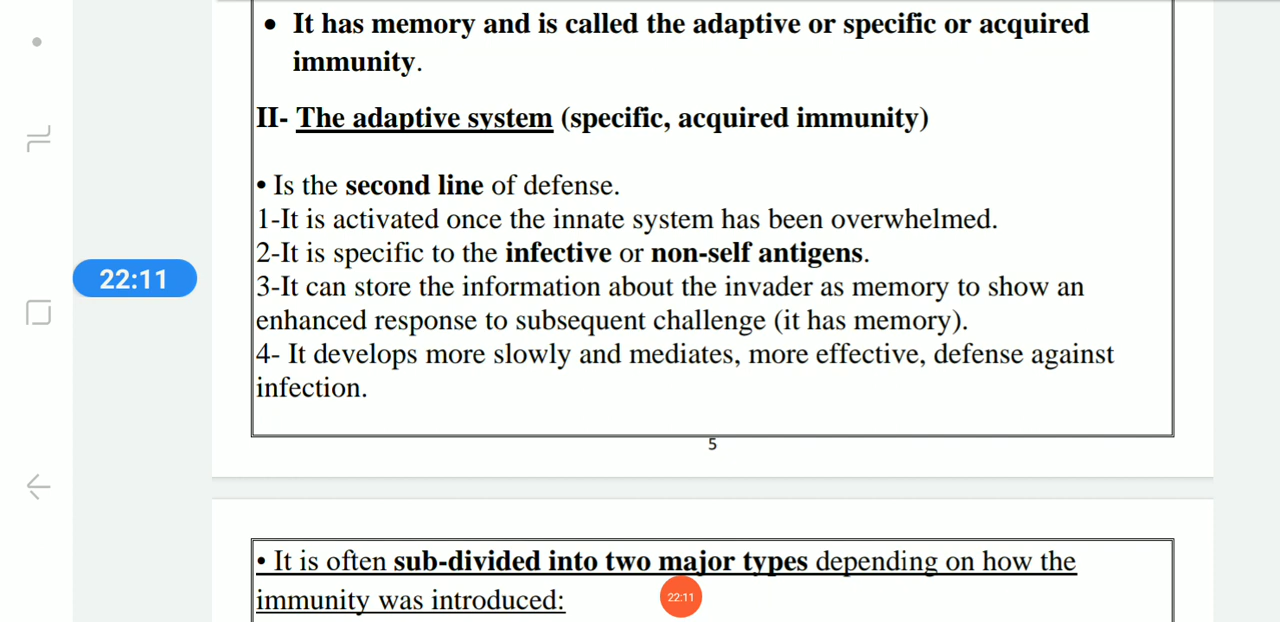 • It has memory and is called the adaptive or specific or acquired
immunity.
II- The adaptive system (specific, acquired immunity)
• Is the second line of defense.
1-It is activated once the innate system has been overwhelmed.
2-It is specific to the infective or non-self antigens.
22:11
3-It can store the information about the invader as memory to show an
enhanced response to subsequent challenge (it has memory).
4- It develops more slowly and mediates, more effective, defense against
infection.
5
• It is often sub-divided into two major types depending on how the
immunity was introduced:
22:11